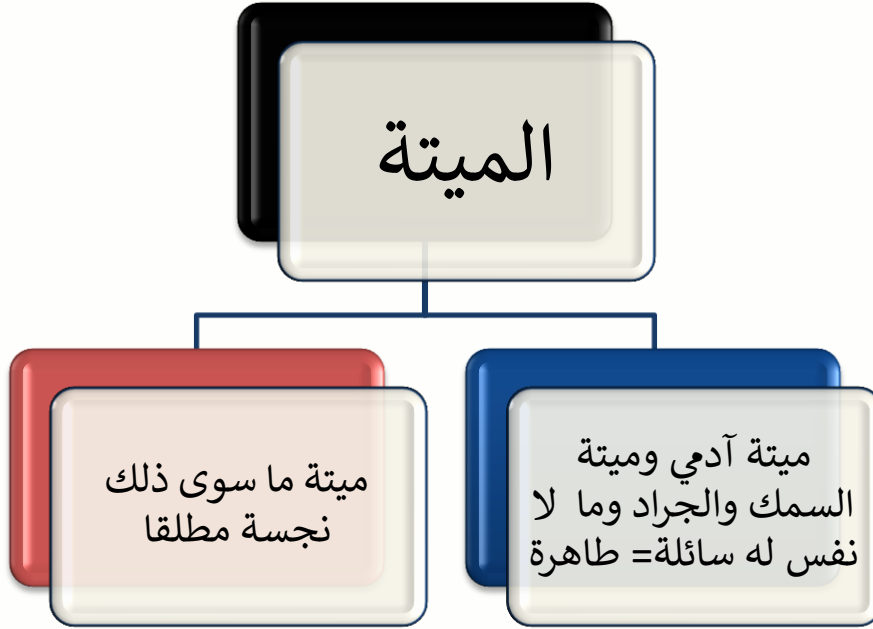 الميتة
ميتة آدمي وميتة
السمك والجراد وما لا
نفس له سائلة= طاهرة
ميتة ما سوى ذلك
نجسة مطلقا